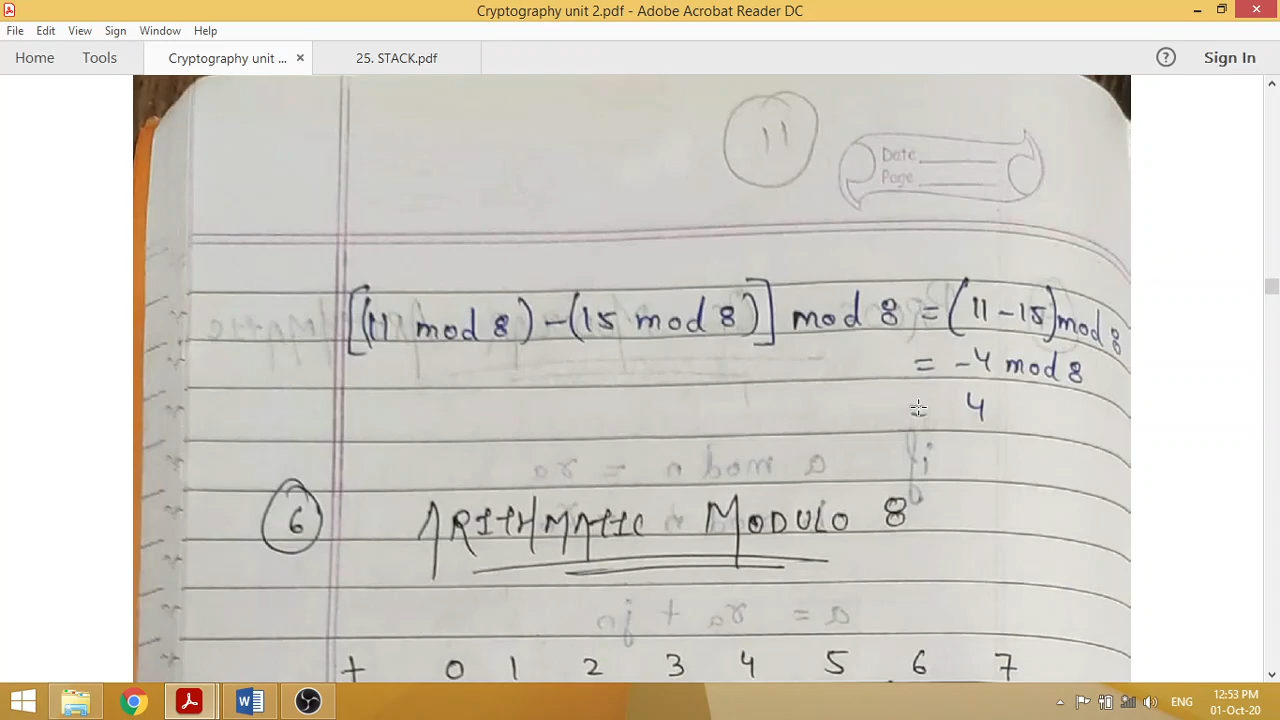 Cryptography unit 2.pdf - Adobe Acrobat Reader DC
File Edit View Sign Window Help
Home Tools Cryptography unit ... × 25. STACK.pdf ? Sign In
11
Date
Page
[(11 mod 8) - (15 mod 8)] mod 8 = (11 - 15) mod 8
= -4 mod 8
= 4
6 ARITHMATIC MODULO 8
+ 0 1 2 3 4 5 6 7
ENG 12:53 PM
01-Oct-20